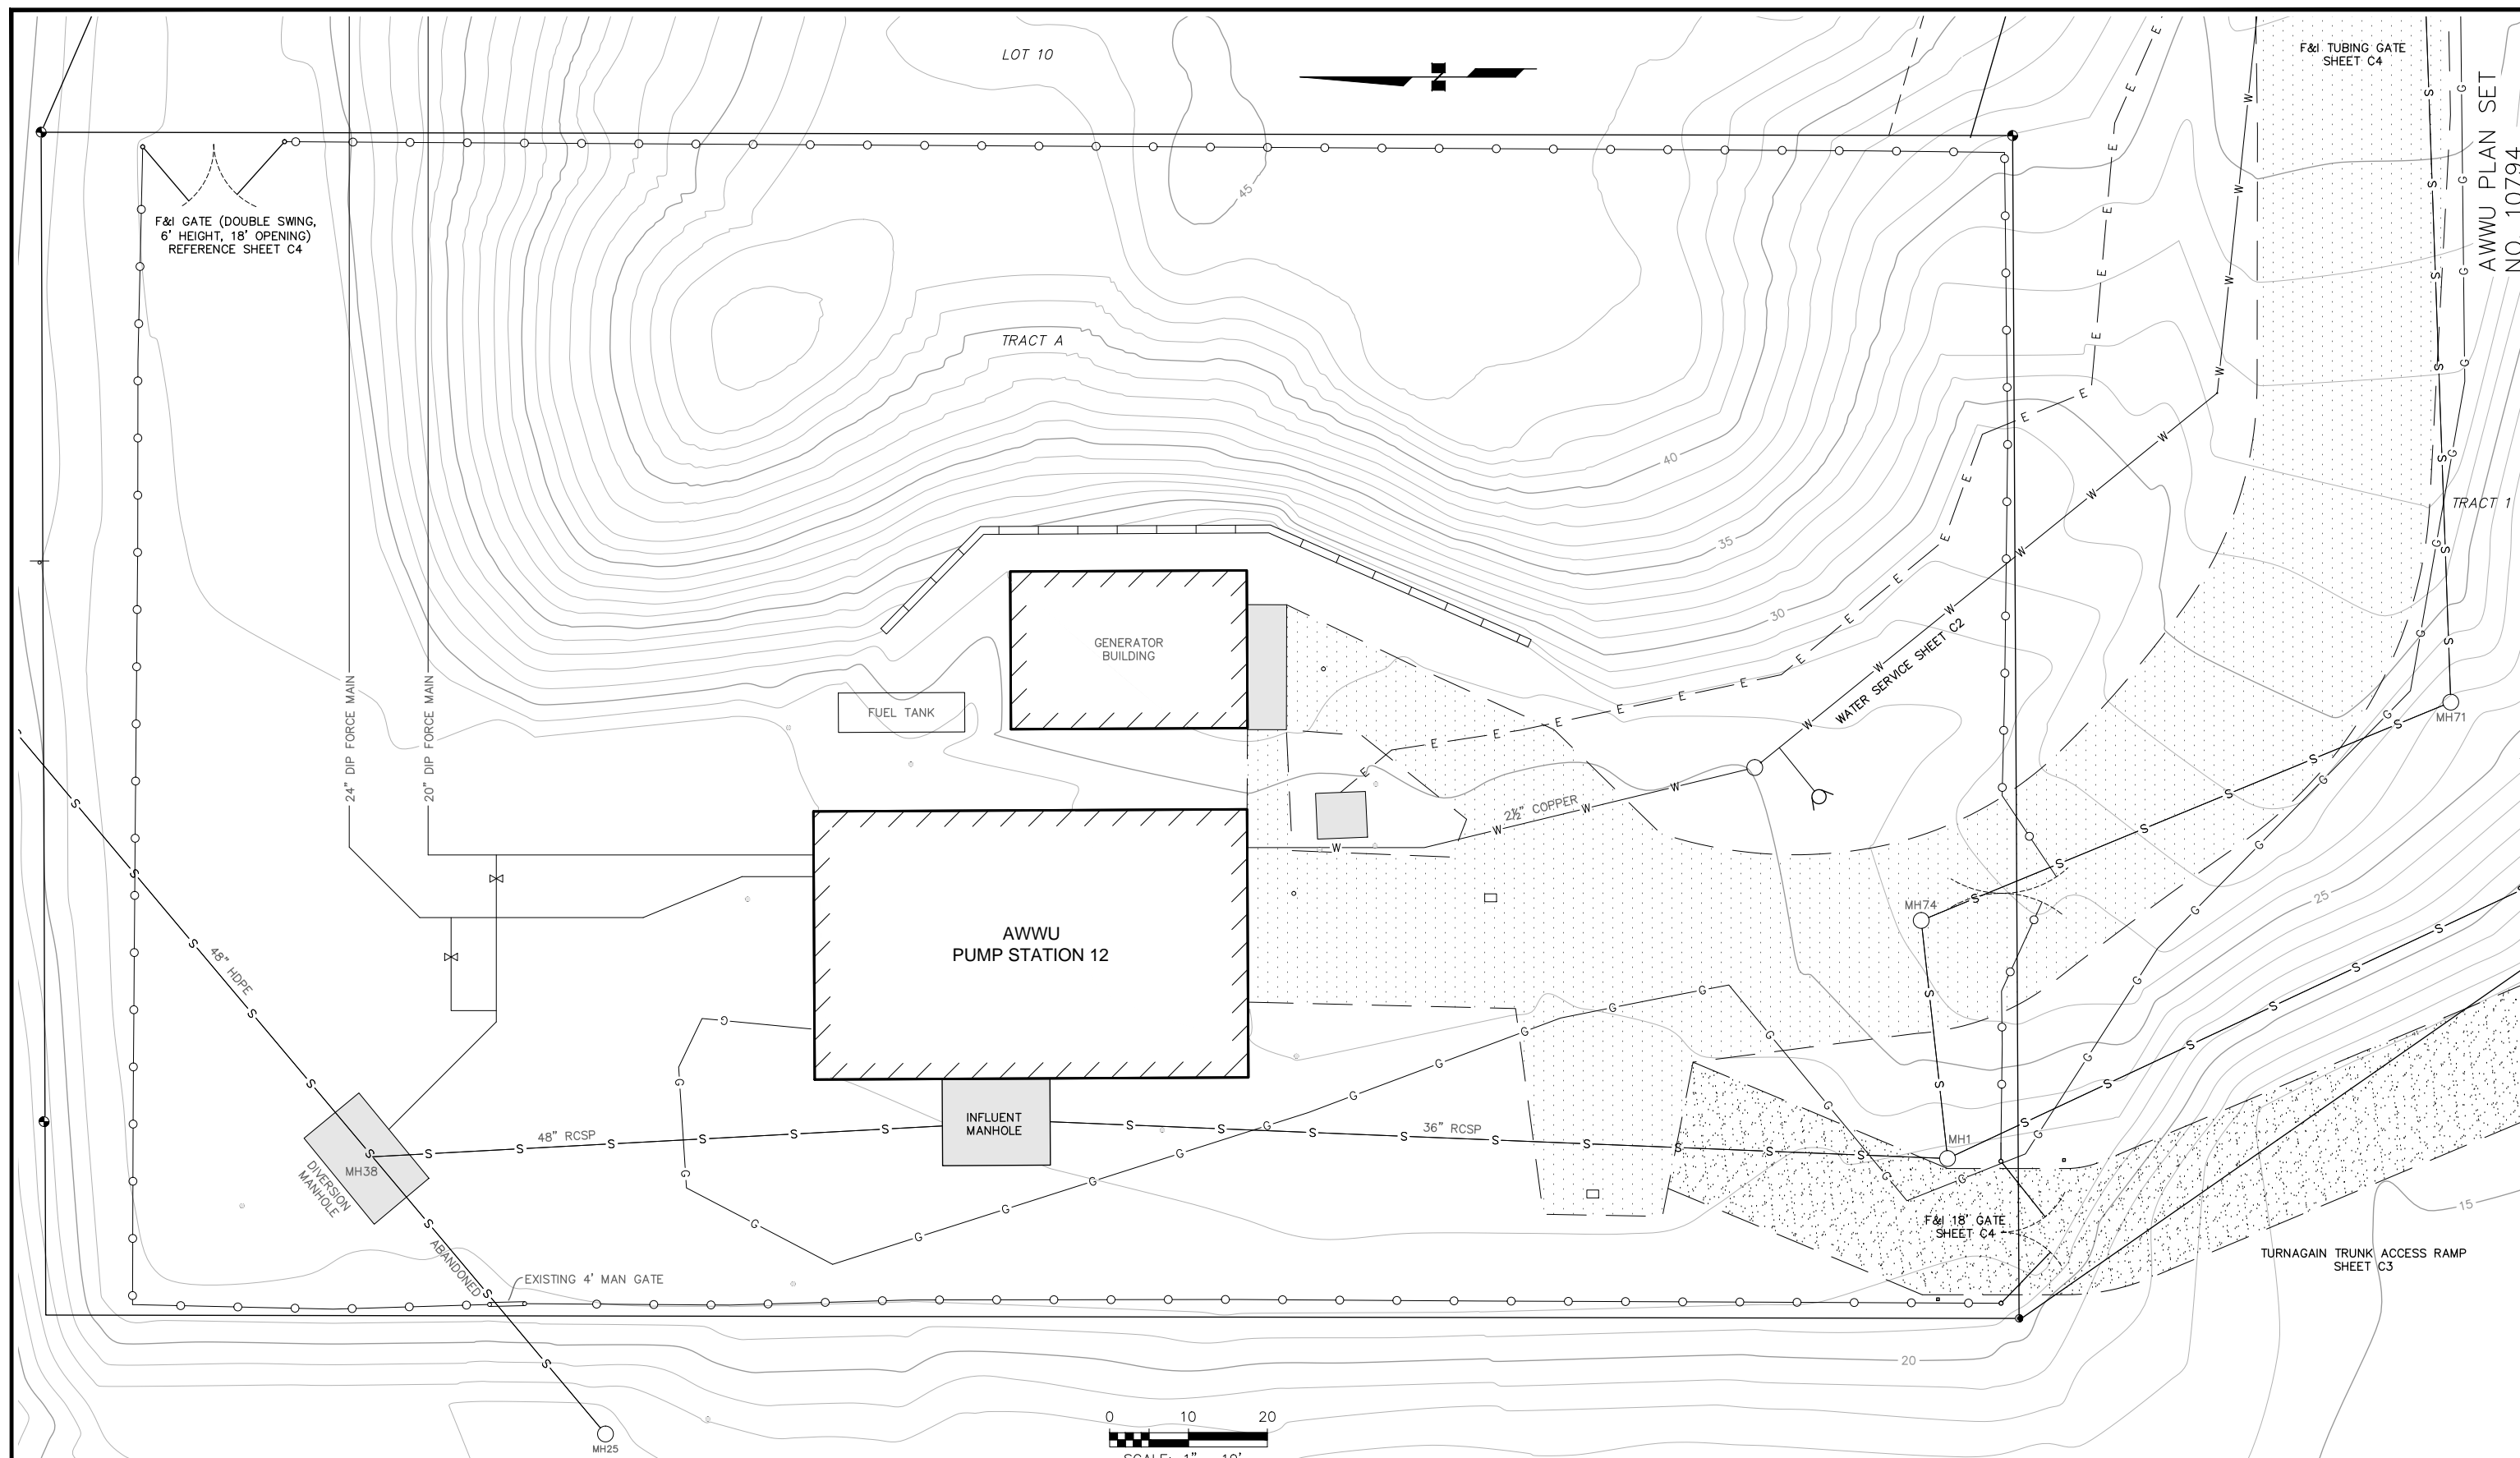 LOT 10
N
F&I TUBING GATE
SHEET C4
AWWU PLAN SET
NO 10794
45
F&I GATE (DOUBLE SWING,
6' HEIGHT, 18' OPENING)
REFERENCE SHEET C4
TRACT A
40
TRACT 1
35
30
GENERATOR
BUILDING
WATER SERVICE SHEET C2
24" DIP FORCE MAIN
20" DIP FORCE MAIN
FUEL TANK
MH71
2½" COPPER
AWWU
PUMP STATION 12
MH74
25
48" HDPE
INFLUENT
MANHOLE
48" RCSP
36" RCSP
MH1
MH38
DIVERSION
MANHOLE
F&I 18' GATE
SHEET C4
15
TURNAGAIN TRUNK ACCESS RAMP
SHEET C3
ABANDONED
EXISTING 4' MAN GATE
20
0 10 20
MH25